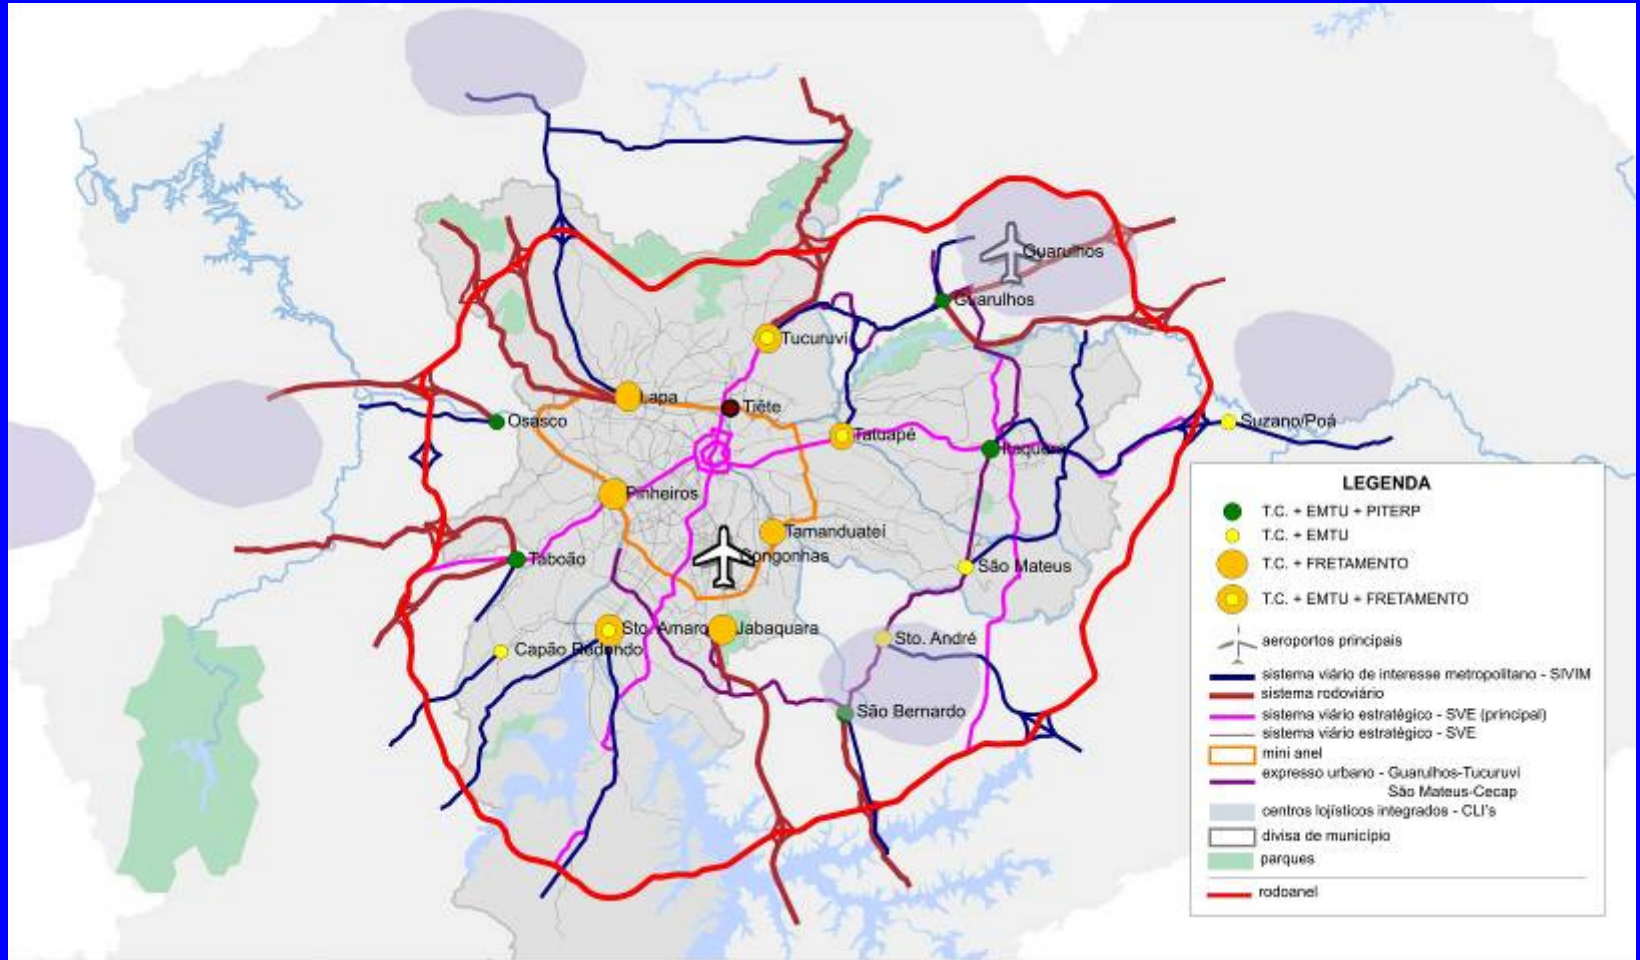 Guarulhos
Guarulhos
Tucuruvi
Lapa
Tiête
Osasco
Suzano/Poá
Tatuapé
Itaquera
Pinheiros
Tamanduateí
Congonhas
Taboão
São Mateus
Sto. Amaro
Jabaquara
Sto. André
Capão Redondo
São Bernardo
LEGENDA
T.C. + EMTU + PITERP
T.C. + EMTU
T.C. + FRETAMENTO
T.C. + EMTU + FRETAMENTO
aeroportos principais
sistema viário de interesse metropolitano - SIVIM
sistema rodoviário
sistema viário estratégico - SVE (principal)
sistema viário estratégico - SVE
mini anel
expresso urbano - Guarulhos-Tucuruvi
São Mateus-Cecap
centros lojísticos integrados - CLI's
divisa de município
parques
rodoanel